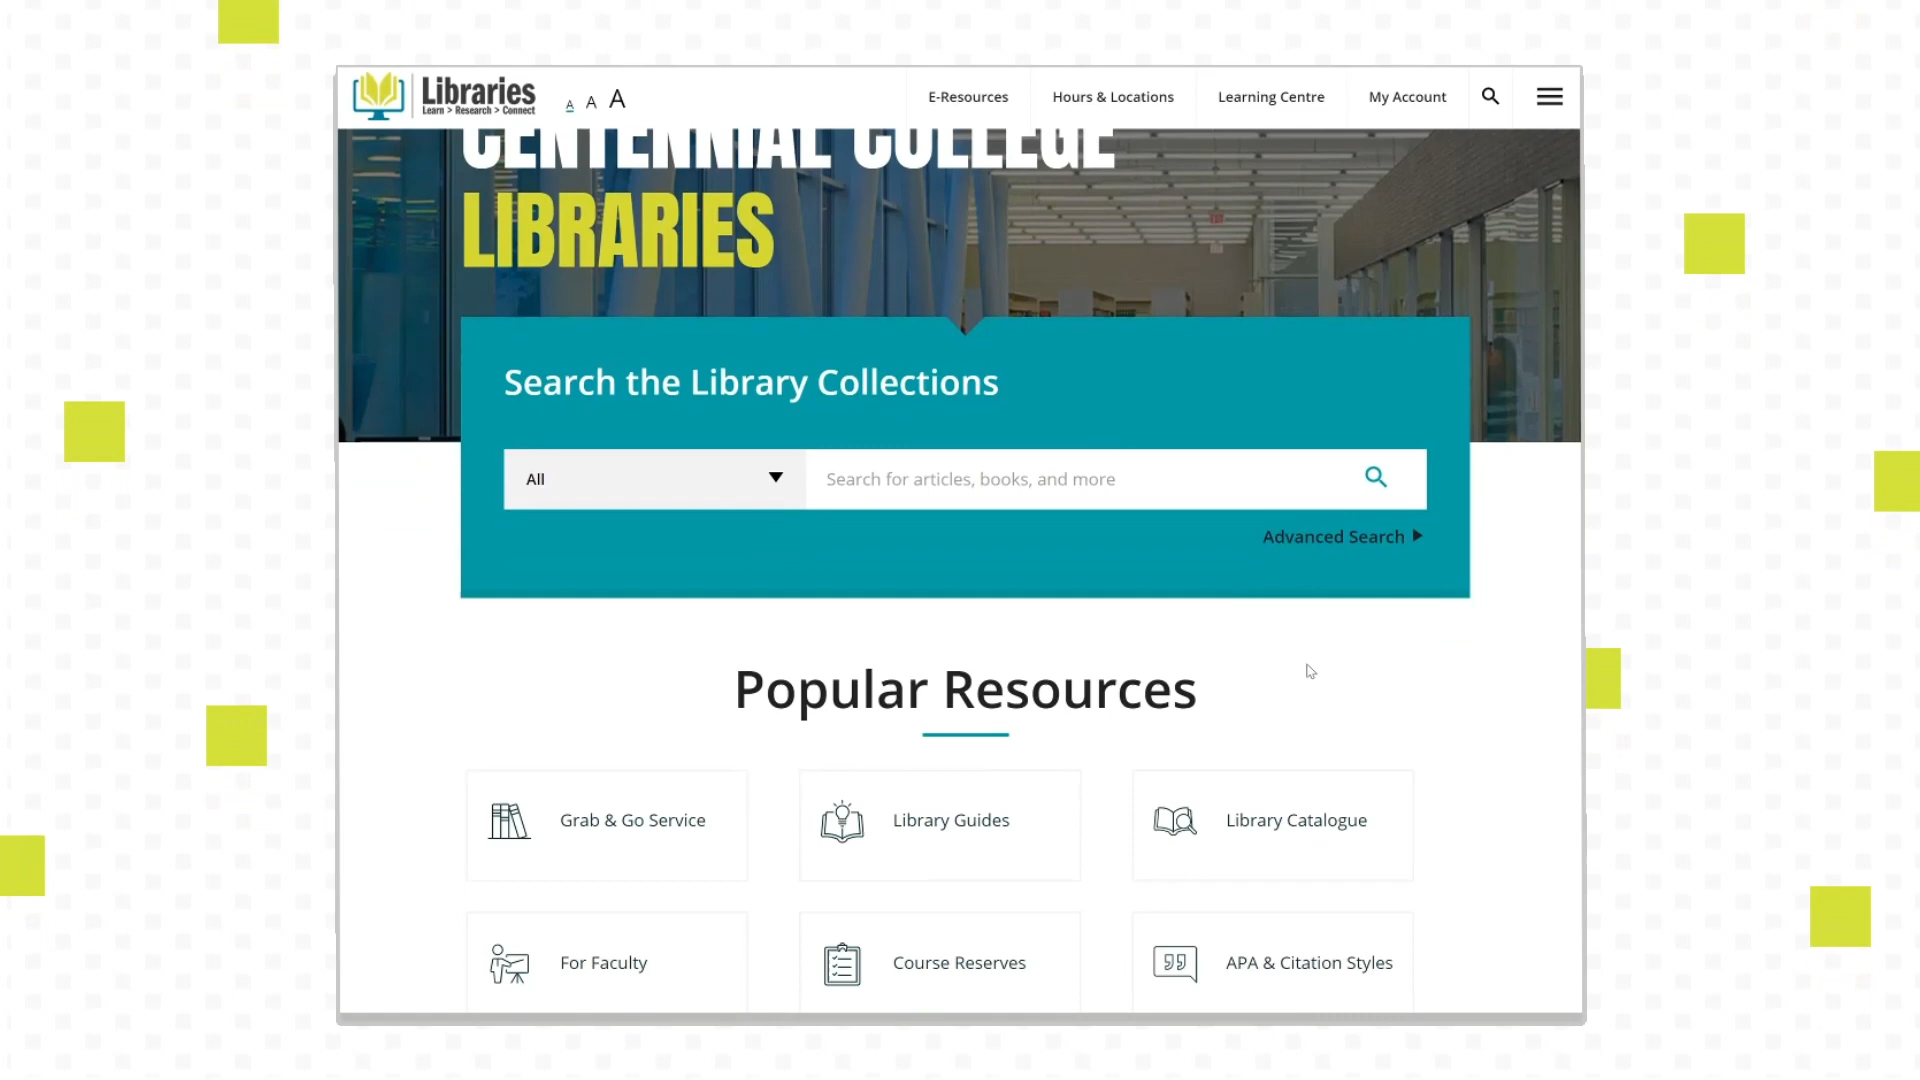 Libraries
Learn > Research > Connect
A A A
E-Resources
Hours & Locations
Learning Centre
My Account
CENTENNIAL COLLEGE
LIBRARIES
Search the Library Collections
All
Search for articles, books, and more
Advanced Search
Popular Resources
Grab & Go Service
Library Guides
Library Catalogue
For Faculty
Course Reserves
APA & Citation Styles